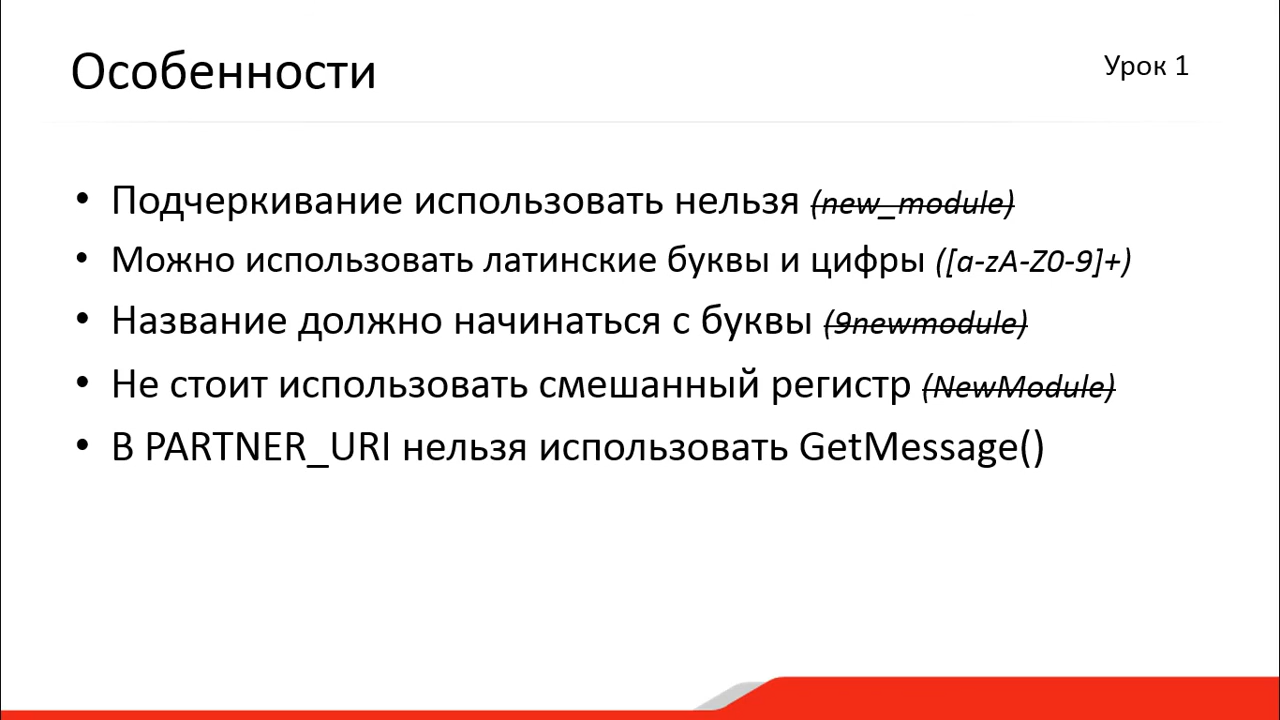 Особенности
Урок 1
• Подчеркивание использовать нельзя (new_module)
• Можно использовать латинские буквы и цифры ([a-zA-Z0-9]+)
• Название должно начинаться с буквы (9newmodule)
• Не стоит использовать смешанный регистр (NewModule)
• В PARTNER_URI нельзя использовать GetMessage()